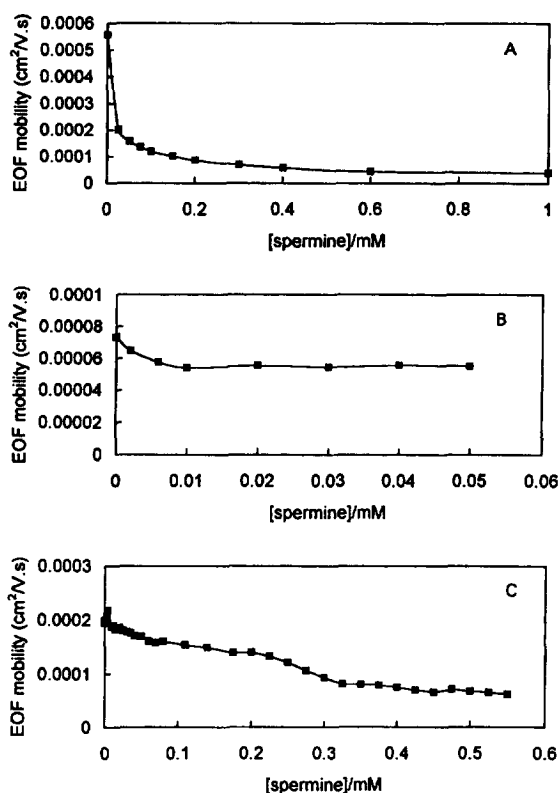 0.0006
A
0.0005
0.0004
0.0003
0.0002
0.0001
0
EOF mobility (cm²/V.s)
0 0.2 0.4 0.6 0.8 1
[spermine]/mM
0.0001
B
0.00008
0.00006
0.00004
0.00002
0
EOF mobility (cm²/V.s)
0 0.01 0.02 0.03 0.04 0.05 0.06
[spermine]/mM
0.0003
C
0.0002
0.0001
0
EOF mobility (cm²/V.s)
0 0.1 0.2 0.3 0.4 0.5 0.6
[spermine]/mM